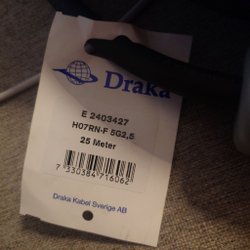 Draka
E 2403427
H07RN-F 5G2,5
25 Meter
7 330384 716062
Draka Kabel Sverige AB